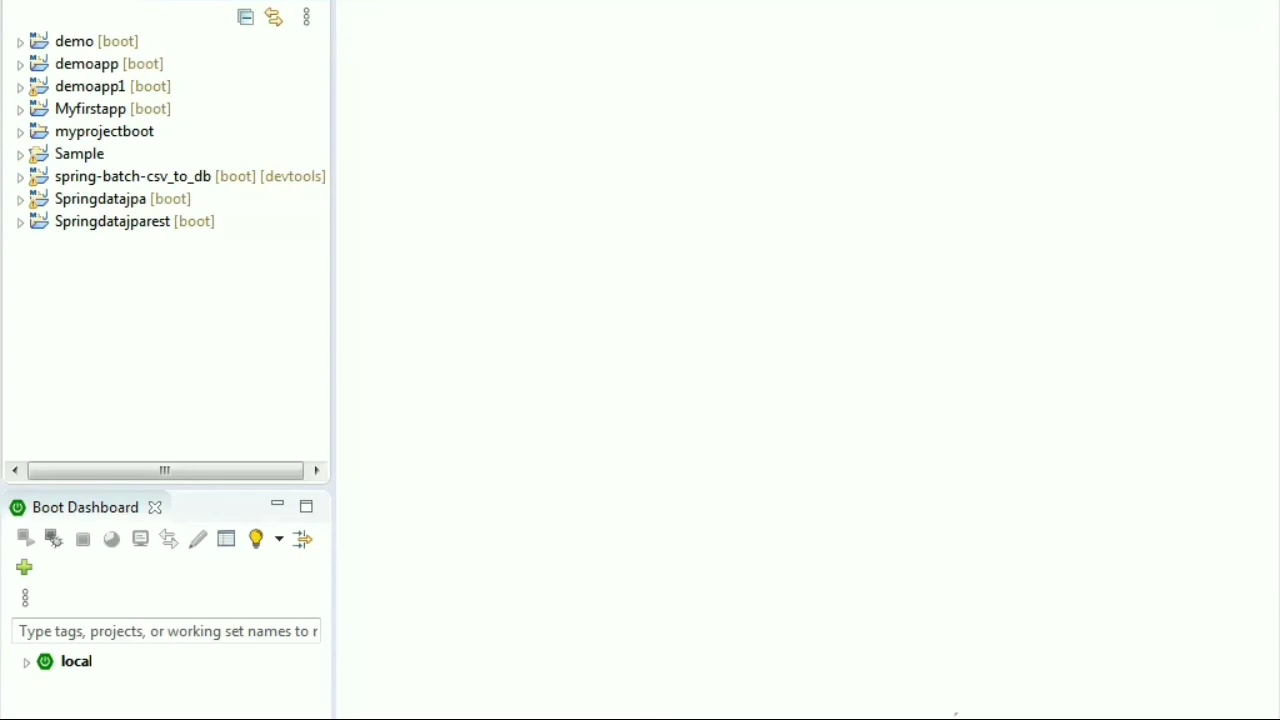 demo [boot]
demoapp [boot]
demoapp1 [boot]
Myfirstapp [boot]
myprojectboot
Sample
spring-batch-csv_to_db [boot] [devtools]
Springdatajpa [boot]
Springdatajparest [boot]
Boot Dashboard
Type tags, projects, or working set names to r
local